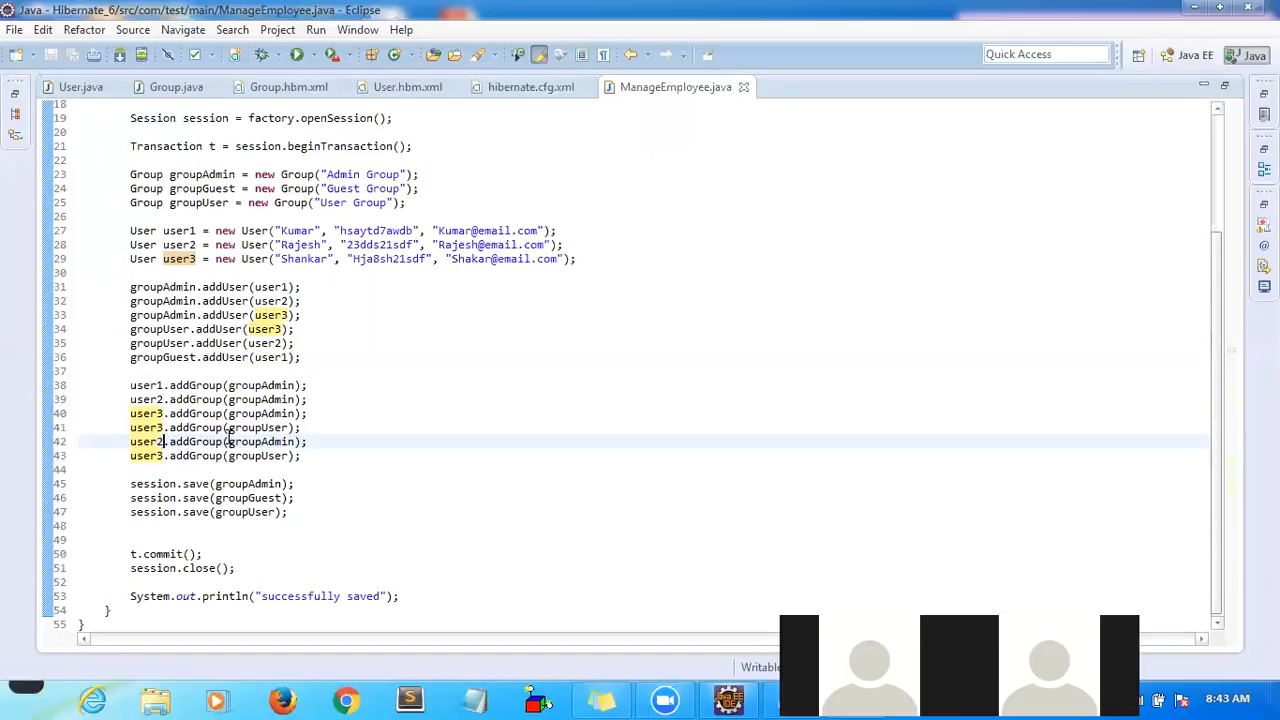 Java - Hibernate_6/src/com/test/main/ManageEmployee.java - Eclipse
File Edit Refactor Source Navigate Search Project Run Window Help
Quick Access Java EE Java
User.java Group.java Group.hbm.xml User.hbm.xml hibernate.cfg.xml ManageEmployee.java
18
19 Session session = factory.openSession();
20
21 Transaction t = session.beginTransaction();
22
23 Group groupAdmin = new Group("Admin Group");
24 Group groupGuest = new Group("Guest Group");
25 Group groupUser = new Group("User Group");
26
27 User user1 = new User("Kumar", "hsaytd7awdb", "Kumar@email.com");
28 User user2 = new User("Rajesh", "23dds21sdf", "Rajesh@email.com");
29 User user3 = new User("Shankar", "Hja8sh21sdf", "Shakar@email.com");
30
31 groupAdmin.addUser(user1);
32 groupAdmin.addUser(user2);
33 groupAdmin.addUser(user3);
34 groupUser.addUser(user3);
35 groupUser.addUser(user2);
36 groupGuest.addUser(user1);
37
38 user1.addGroup(groupAdmin);
39 user2.addGroup(groupAdmin);
40 user3.addGroup(groupAdmin);
41 user3.addGroup(groupUser);
42 user2.addGroup(groupAdmin);
43 user3.addGroup(groupUser);
44
45 session.save(groupAdmin);
46 session.save(groupGuest);
47 session.save(groupUser);
48
49
50 t.commit();
51 session.close();
52
53 System.out.println("successfully saved");
54 }
55 }
Writable
8:43 AM